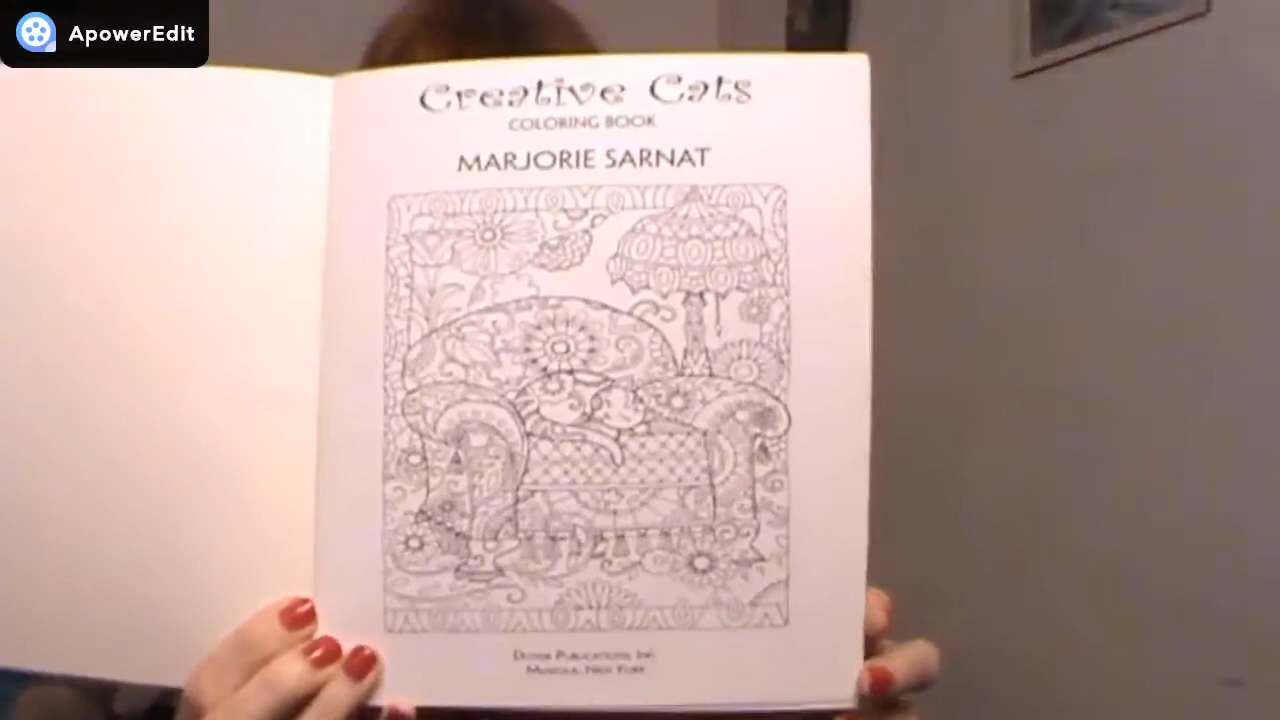 ApowerEdit
Creative Cats
COLORING BOOK
MARJORIE SARNAT
DOVER PUBLICATIONS, INC.
MINEOLA, NEW YORK